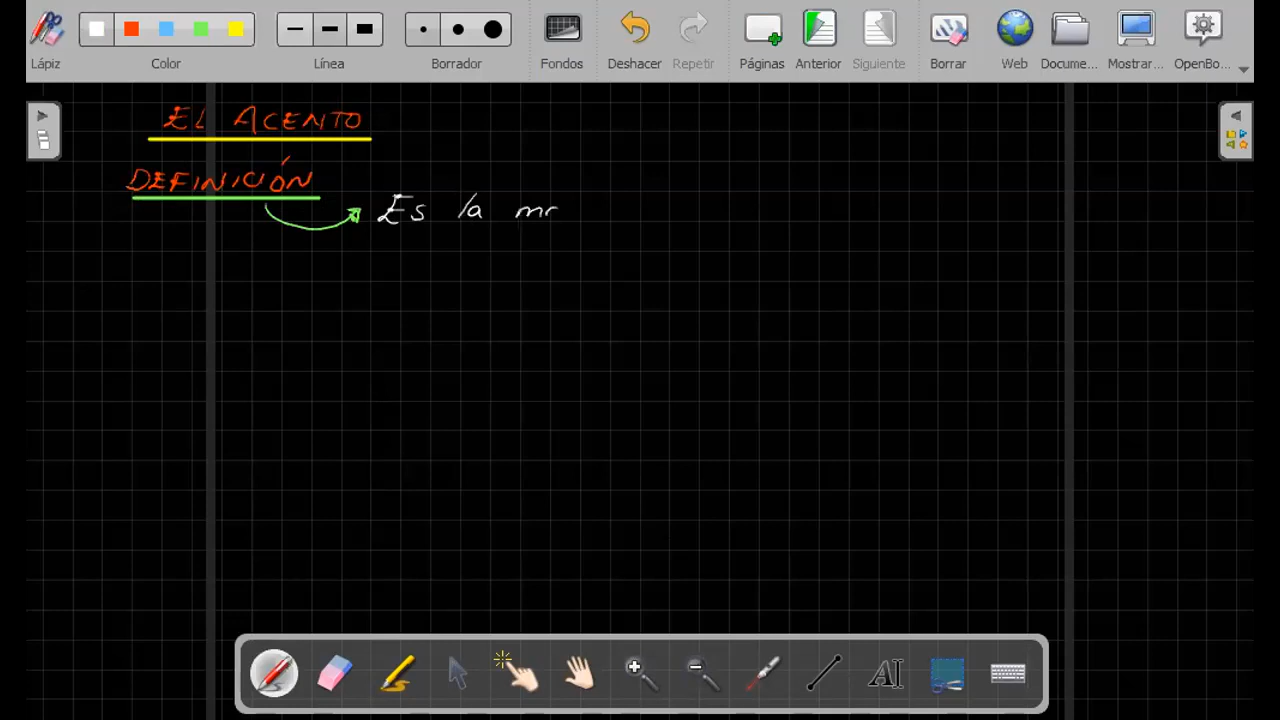 Lápiz Color Línea Borrador Fondos Deshacer Repetir Páginas Anterior Siguiente Borrar Web Docume... Mostrar... OpenBo...
EL ACENTO
DEFINICIÓN
Es la
AI